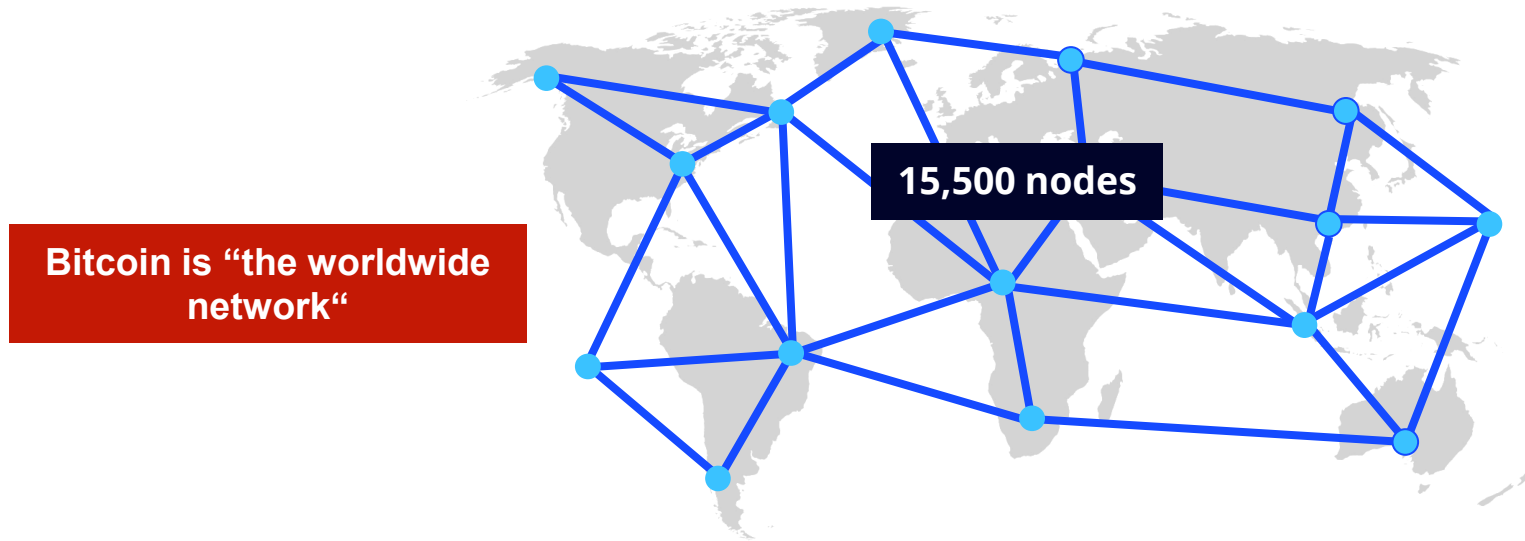 Bitcoin is “the worldwide
network“
15,500 nodes